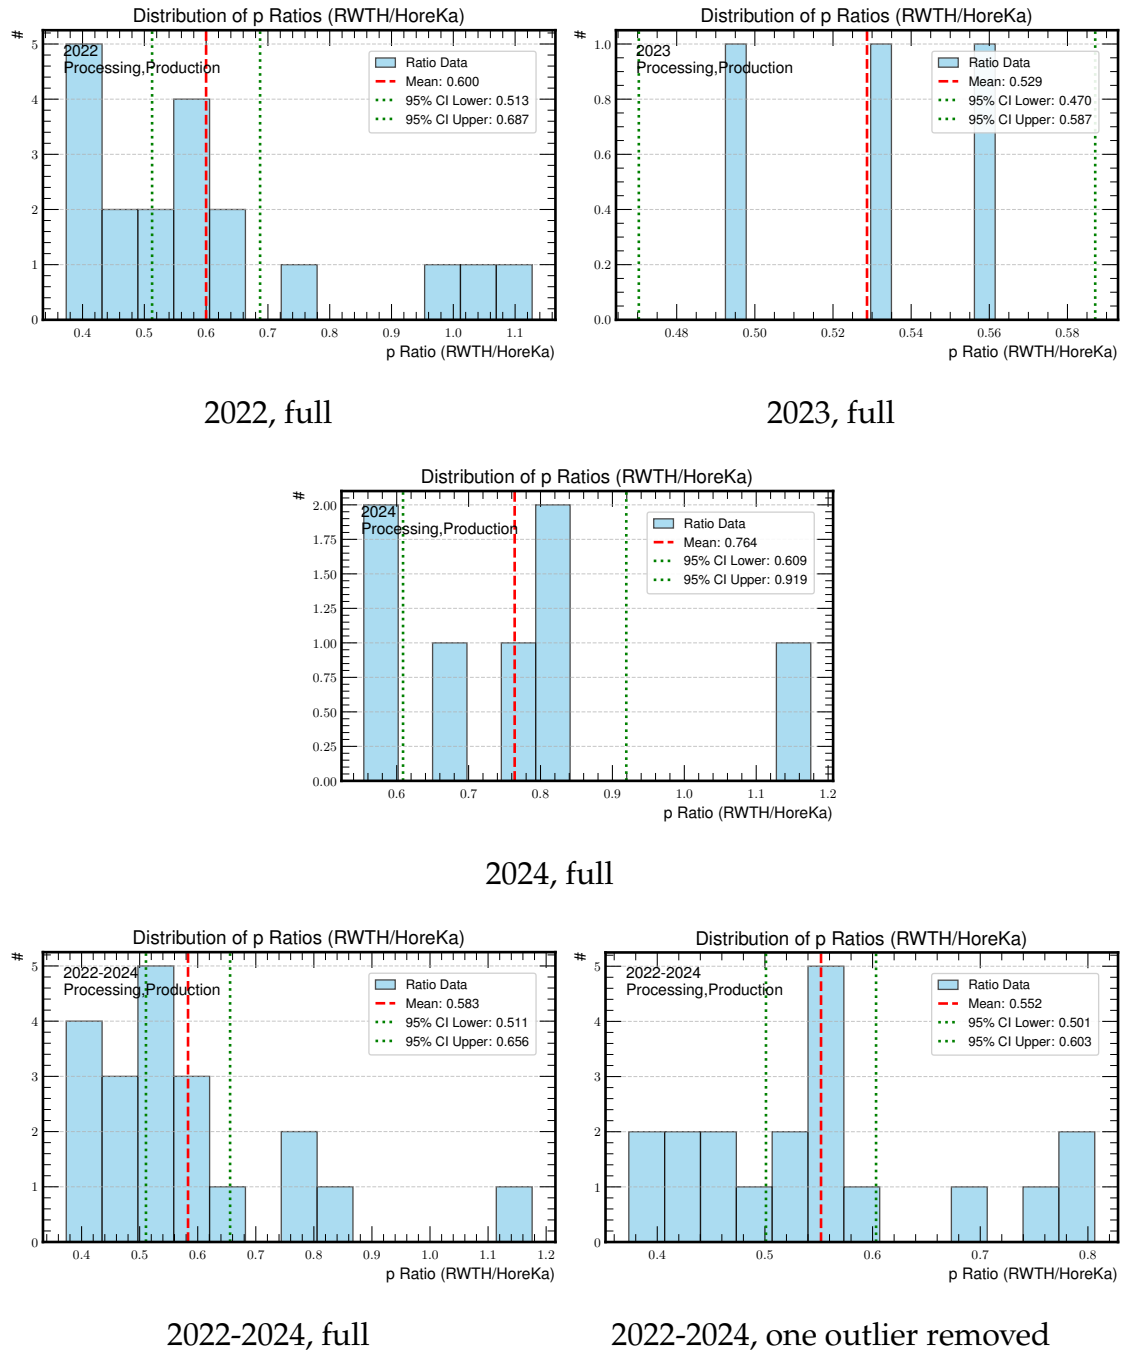 Distribution of p Ratios (RWTH/HoreKa)
#
5
4
3
2
1
0
2022
Processing,Production
Ratio Data
Mean: 0.600
95% CI Lower: 0.513
95% CI Upper: 0.687
0.4 0.5 0.6 0.7 0.8 0.9 1.0 1.1
p Ratio (RWTH/HoreKa)
2022, full
Distribution of p Ratios (RWTH/HoreKa)
#
1.0
0.8
0.6
0.4
0.2
0.0
2023
Processing,Production
Ratio Data
Mean: 0.529
95% CI Lower: 0.470
95% CI Upper: 0.587
0.48 0.50 0.52 0.54 0.56 0.58
p Ratio (RWTH/HoreKa)
2023, full
Distribution of p Ratios (RWTH/HoreKa)
#
2.00
1.75
1.50
1.25
1.00
0.75
0.50
0.25
0.00
2024
Processing,Production
Ratio Data
Mean: 0.764
95% CI Lower: 0.609
95% CI Upper: 0.919
0.6 0.7 0.8 0.9 1.0 1.1 1.2
p Ratio (RWTH/HoreKa)
2024, full
Distribution of p Ratios (RWTH/HoreKa)
#
5
4
3
2
1
0
2022-2024
Processing,Production
Ratio Data
Mean: 0.583
95% CI Lower: 0.511
95% CI Upper: 0.656
0.4 0.5 0.6 0.7 0.8 0.9 1.0 1.1 1.2
p Ratio (RWTH/HoreKa)
2022-2024, full
Distribution of p Ratios (RWTH/HoreKa)
#
5
4
3
2
1
0
2022-2024
Processing,Production
Ratio Data
Mean: 0.552
95% CI Lower: 0.501
95% CI Upper: 0.603
0.4 0.5 0.6 0.7 0.8
p Ratio (RWTH/HoreKa)
2022-2024, one outlier removed